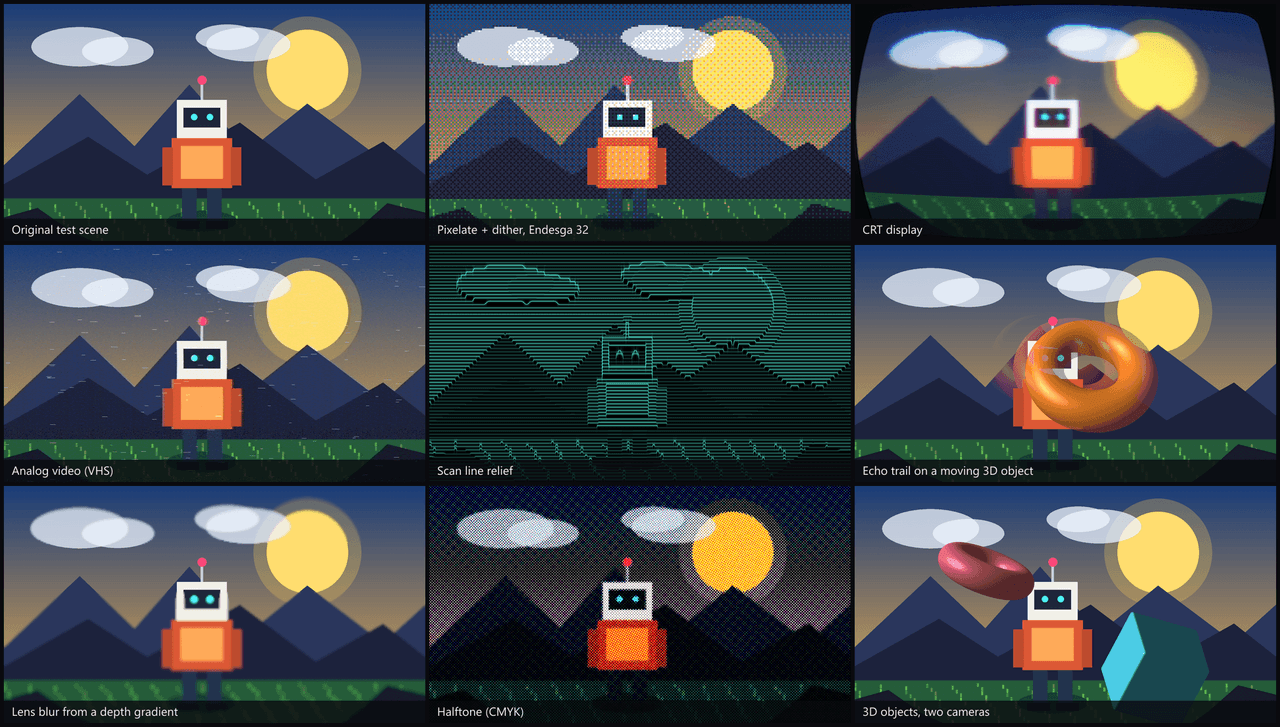 Original test scene
Pixelate + dither, Endesga 32
CRT display
Analog video (VHS)
Scan line relief
Echo trail on a moving 3D object
Lens blur from a depth gradient
Halftone (CMYK)
3D objects, two cameras